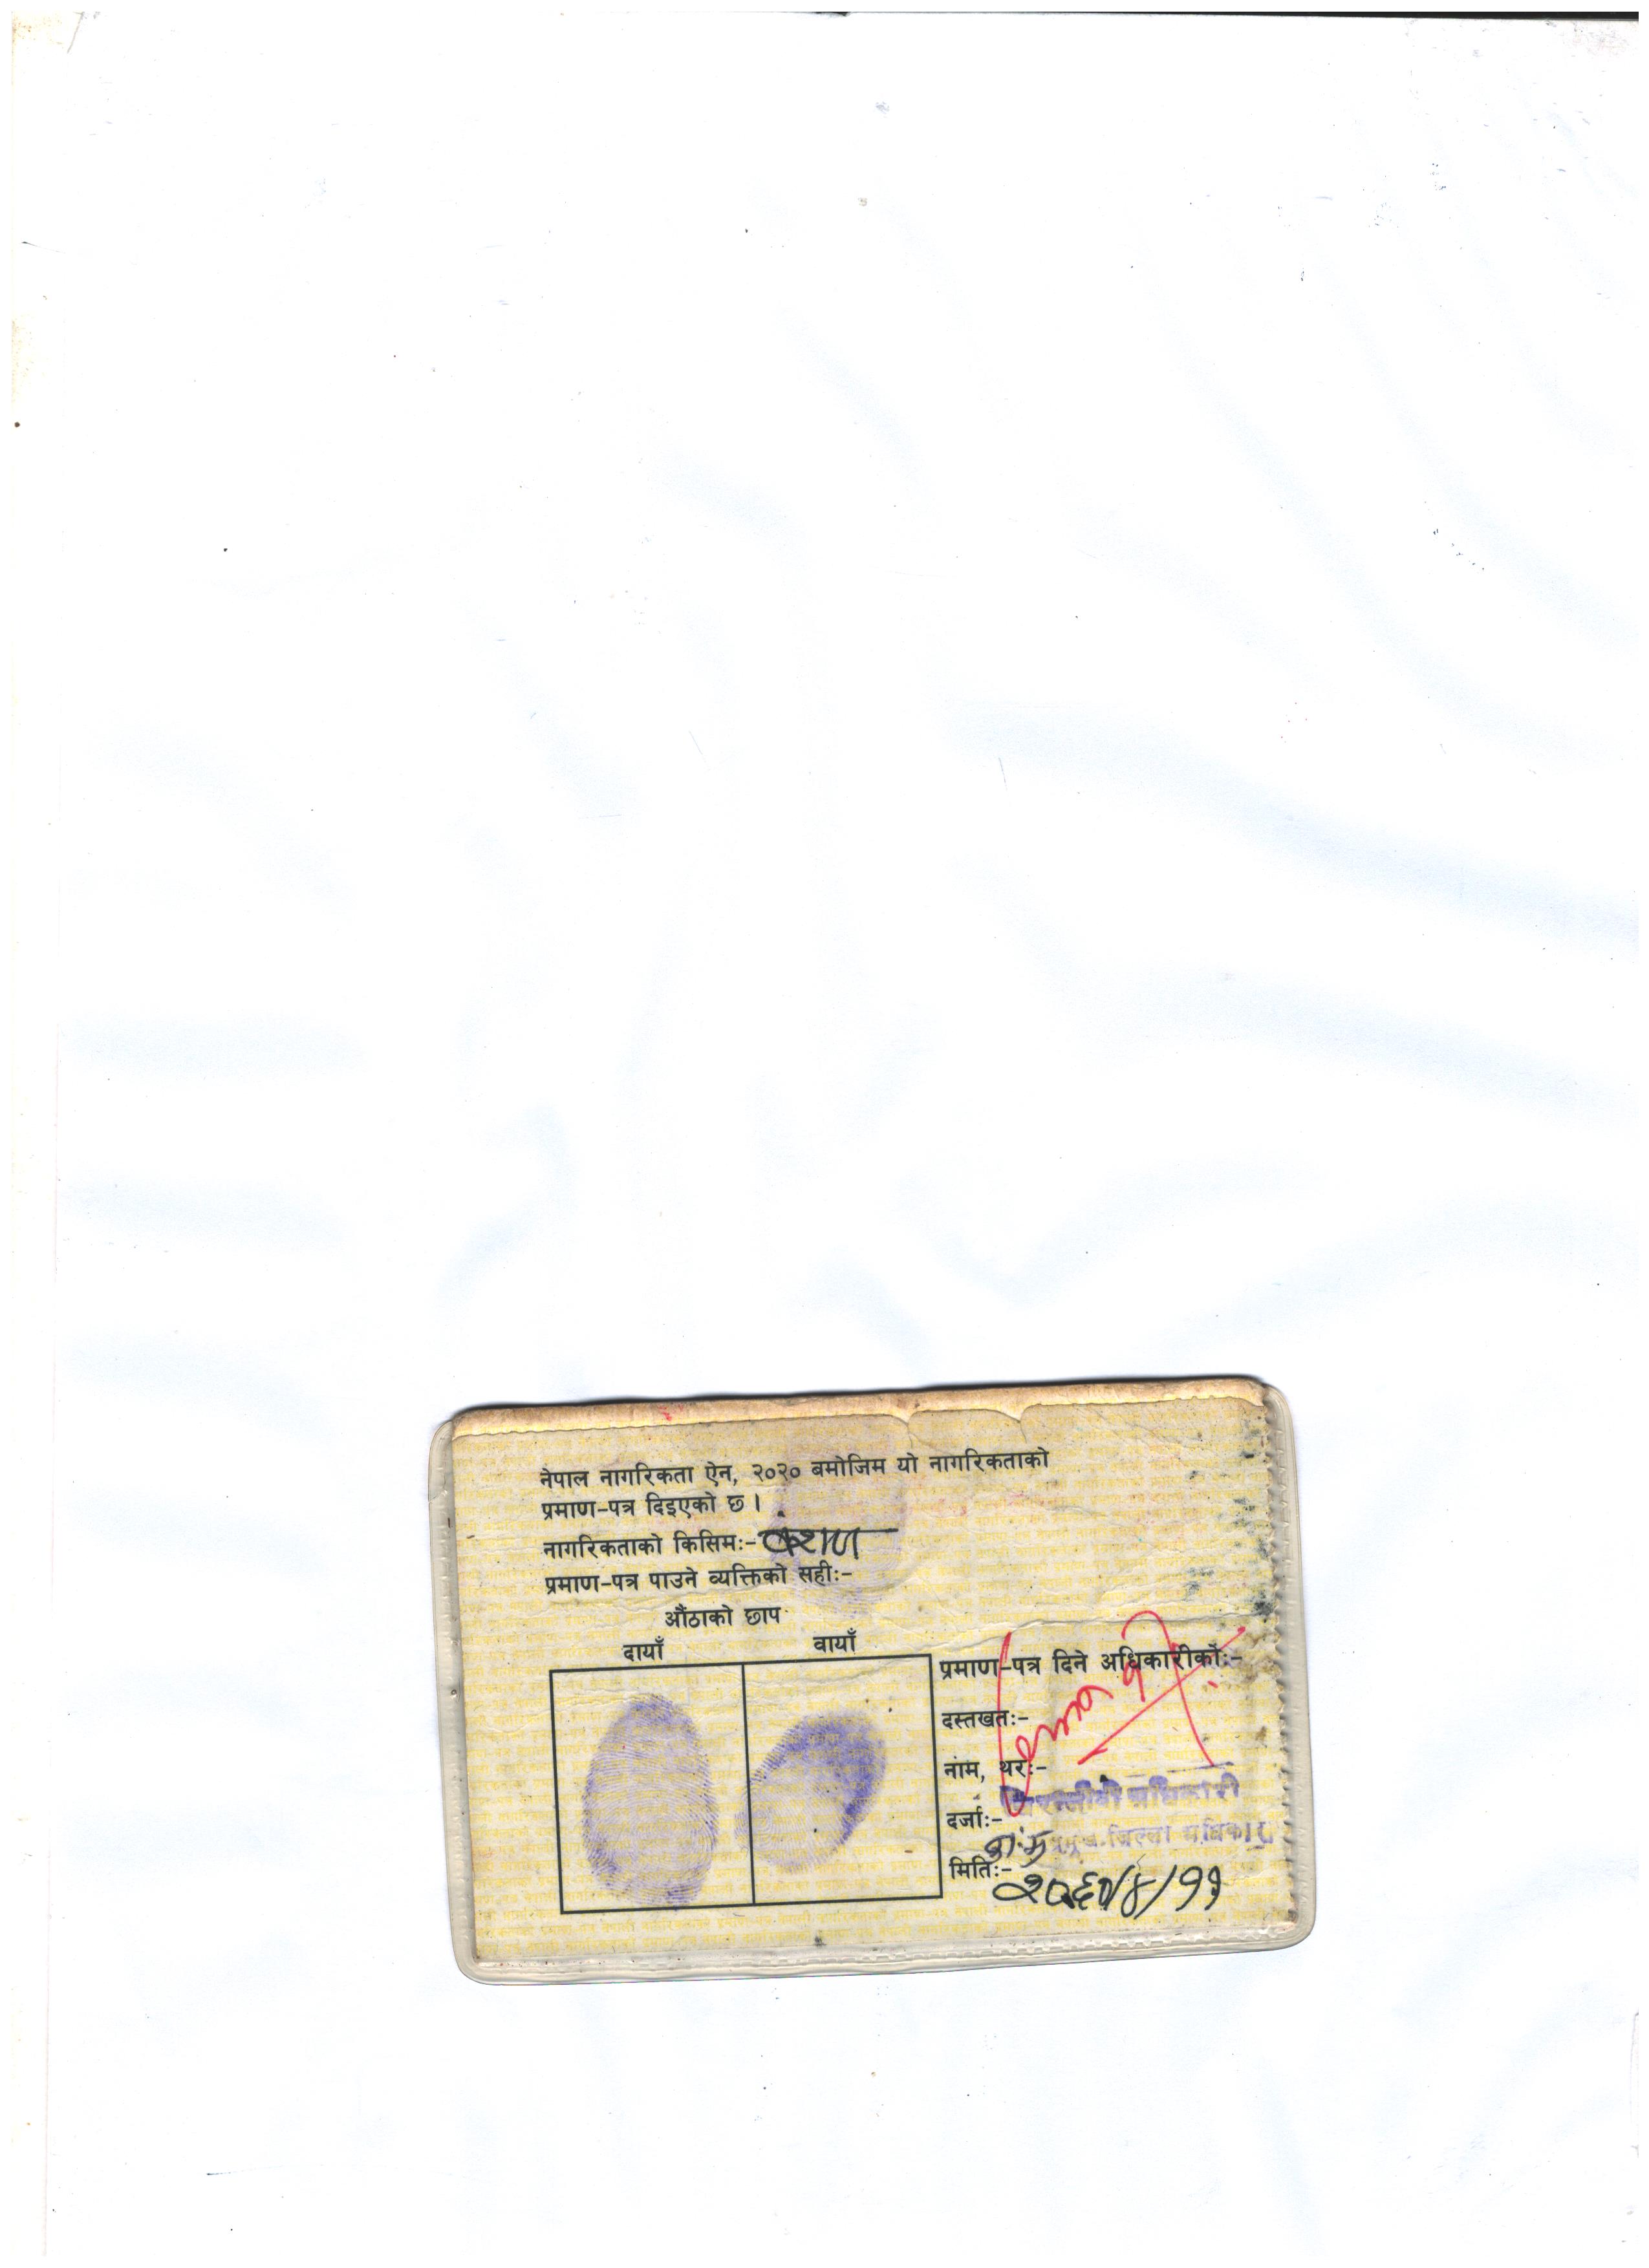 नेपाल नागरिकता ऐन, २०२० बमोजिम यो नागरिकताको
प्रमाण-पत्र दिइएको छ ।
नागरिकताको किसिमः- वंशज
प्रमाण-पत्र पाउने व्यक्तिको सहीः-
औंठाको छाप
दायाँ वायाँ
प्रमाण-पत्र दिने अधिकारीकोः-
दस्तखतः-
नाम, थरः- अधिकारी
दर्जाः- प्रमुख जिल्ला अधिकारी
मितिः- २०६०/४/११